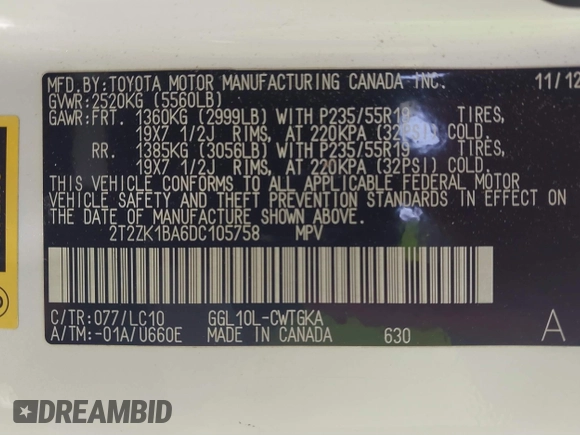 MFD.BY:TOYOTA MOTOR MANUFACTURING CANADA INC. 11/12
GVWR:2520KG (5560LB)
GAWR:FRT. 1360KG (2999LB) WITH P235/55R19 TIRES,
19X7 1/2J RIMS, AT 220KPA (32PSI) COLD.
RR. 1385KG (3056LB) WITH P235/55R19 TIRES,
19X7 1/2J RIMS, AT 220KPA (32PSI) COLD.
THIS VEHICLE CONFORMS TO ALL APPLICABLE FEDERAL MOTOR
VEHICLE SAFETY AND THEFT PREVENTION STANDARDS IN EFFECT ON
THE DATE OF MANUFACTURE SHOWN ABOVE.
2T2ZK1BA6DC105758 MPV
C/TR:077/LC10 GGL10L-CWTGKA
A/TM:-01A/U660E MADE IN CANADA 630 A
DREAMBID